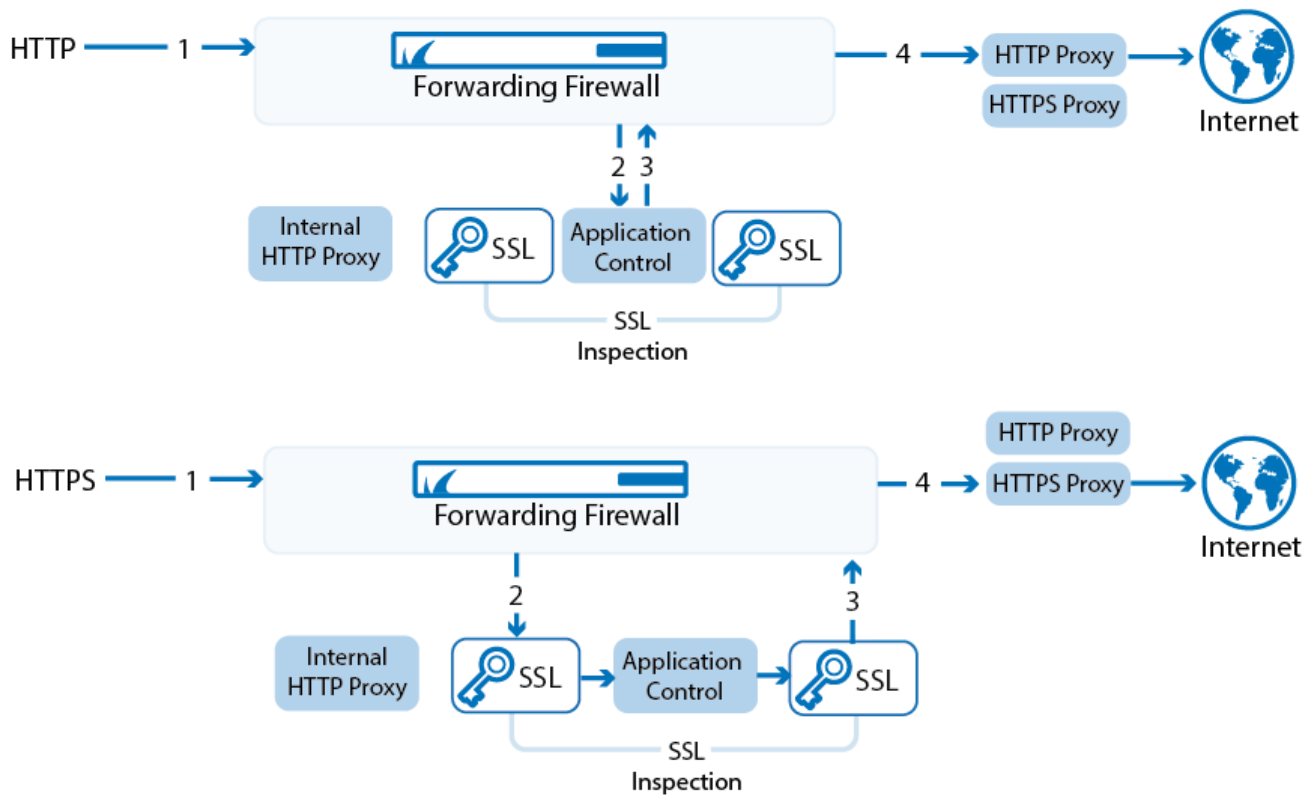 HTTP
1
Forwarding Firewall
4
HTTP Proxy
HTTPS Proxy
Internet
2
3
Internal
HTTP Proxy
SSL
Application
Control
SSL
SSL
Inspection
HTTPS
1
Forwarding Firewall
4
HTTP Proxy
HTTPS Proxy
Internet
2
3
Internal
HTTP Proxy
SSL
Application
Control
SSL
SSL
Inspection